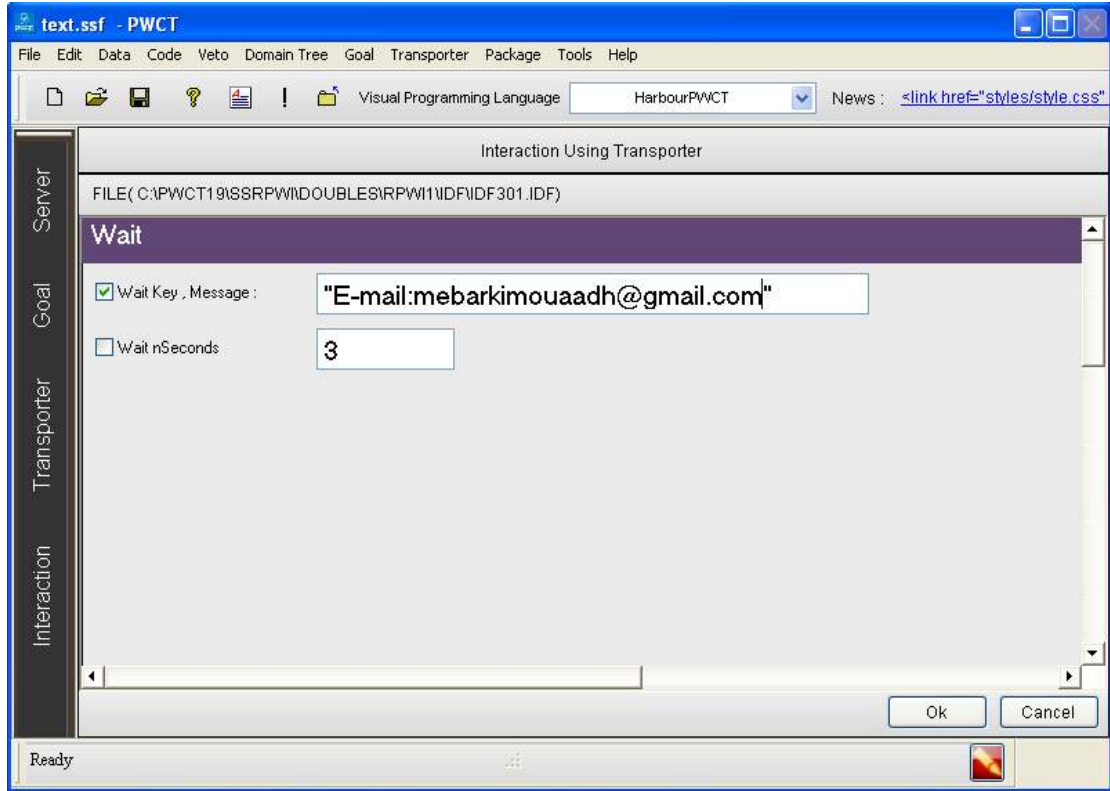 text.ssf - PWCT
File Edit Data Code Veto Domain Tree Goal Transporter Package Tools Help
Visual Programming Language HarbourPWCT News : <link href="styles/style.css"
Interaction Using Transporter
FILE( C:\PWCT19\SSRPWI\DOUBLES\RPWI1\IDF\IDF301.IDF)
Wait
Wait Key , Message : "E-mail:mebarkimouaadh@gmail.com"
Wait nSeconds 3
Server
Goal
Transporter
Interaction
Ok Cancel
Ready